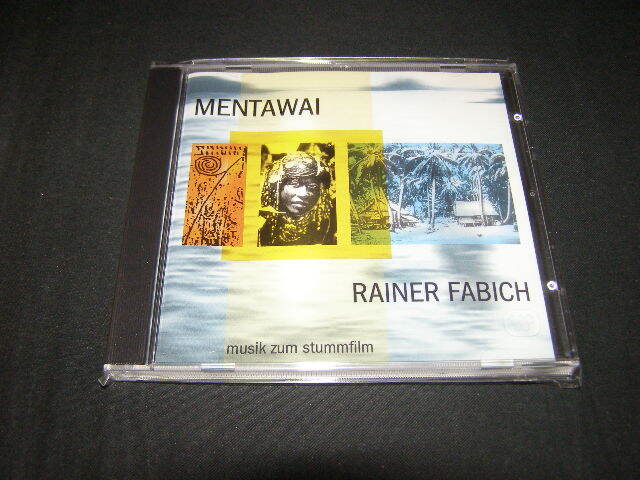 MENTAWAI
RAINER FABICH
musik zum stummfilm